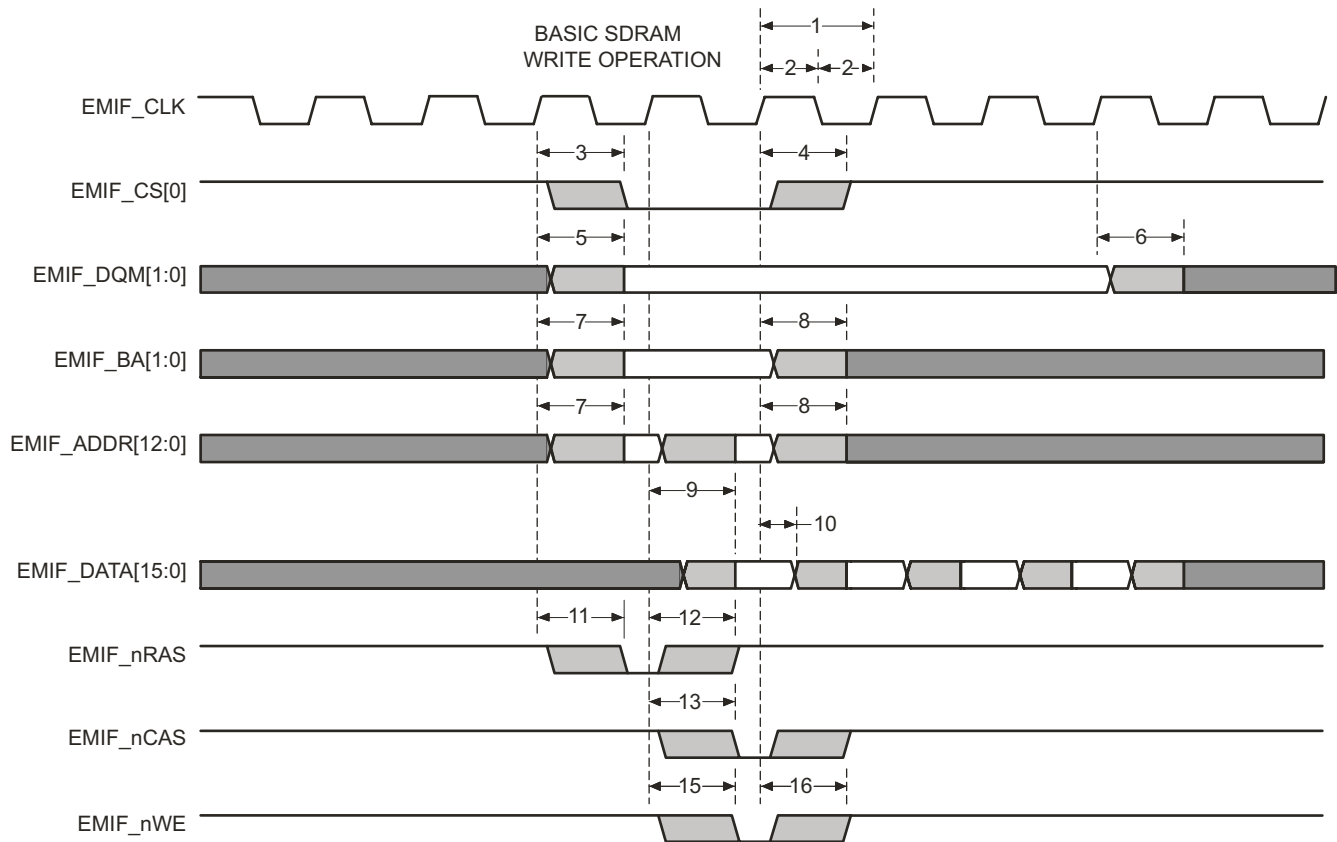 BASIC SDRAM
WRITE OPERATION
1
2 2
EMIF_CLK
3 4
EMIF_CS[0]
5 6
EMIF_DQM[1:0]
7 8
EMIF_BA[1:0]
7 8
EMIF_ADDR[12:0]
9
10
EMIF_DATA[15:0]
11 12
EMIF_nRAS
13
EMIF_nCAS
15 16
EMIF_nWE